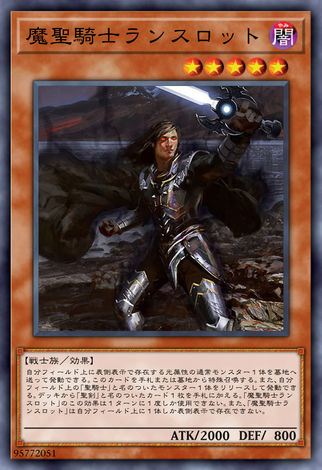 魔聖騎士ランスロット
やみ
闇
【戦士族／効果】
自分フィールド上に表側表示で存在する光属性の通常モンスター１体を墓地へ
送って発動できる。このカードを手札または墓地から特殊召喚する。また、自分
フィールド上の「聖騎士」と名のついたモンスター１体をリリースして発動でき
る。デッキから「聖剣」と名のついたカード１枚を手札に加える。「魔聖騎士ラン
スロット」のこの効果は１ターンに１度しか使用できない。また、「魔聖騎士ラ
ンスロット」は自分フィールド上に１体しか表側表示で存在できない。
ATK/2000 DEF/ 800
95772051